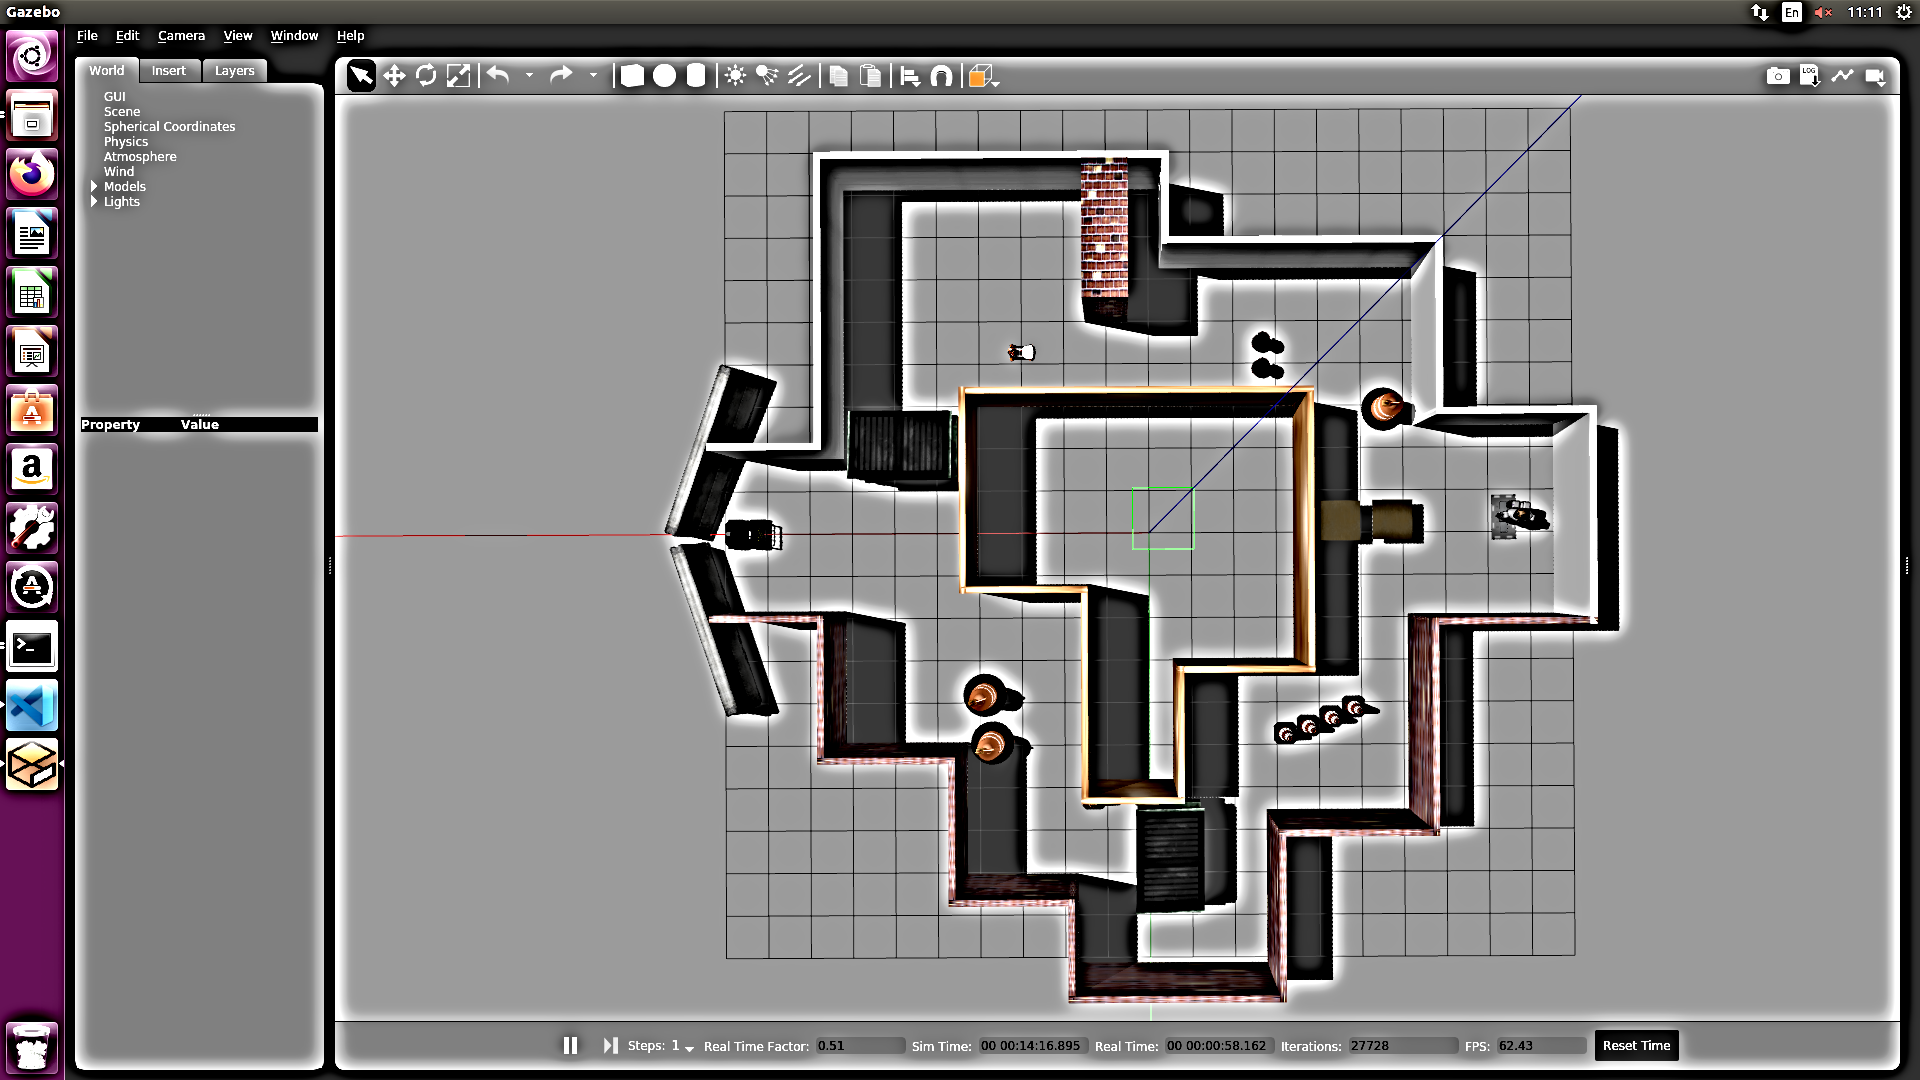 Gazebo
En
11:11
File Edit Camera View Window Help
World Insert Layers
GUI
Scene
Spherical Coordinates
Physics
Atmosphere
Wind
Models
Lights
Property Value
LOG
Steps: 1 Real Time Factor: 0.51 Sim Time: 00 00:14:16.895 Real Time: 00 00:00:58.162 Iterations: 27728 FPS: 62.43 Reset Time